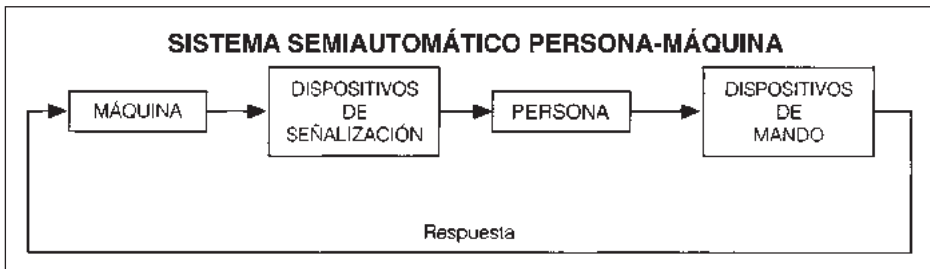 SISTEMA SEMIAUTOMÁTICO PERSONA-MÁQUINA
MÁQUINA
DISPOSITIVOS
DE
SEÑALIZACIÓN
PERSONA
DISPOSITIVOS
DE
MANDO
Respuesta